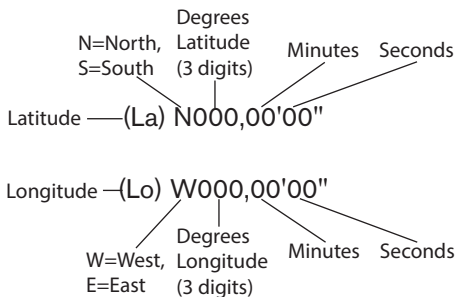 Degrees
N=North, Latitude Minutes Seconds
S=South (3 digits)
Latitude (La) N000,00'00"
Longitude (Lo) W000,00'00"
Degrees
W=West, Longitude Minutes Seconds
E=East (3 digits)